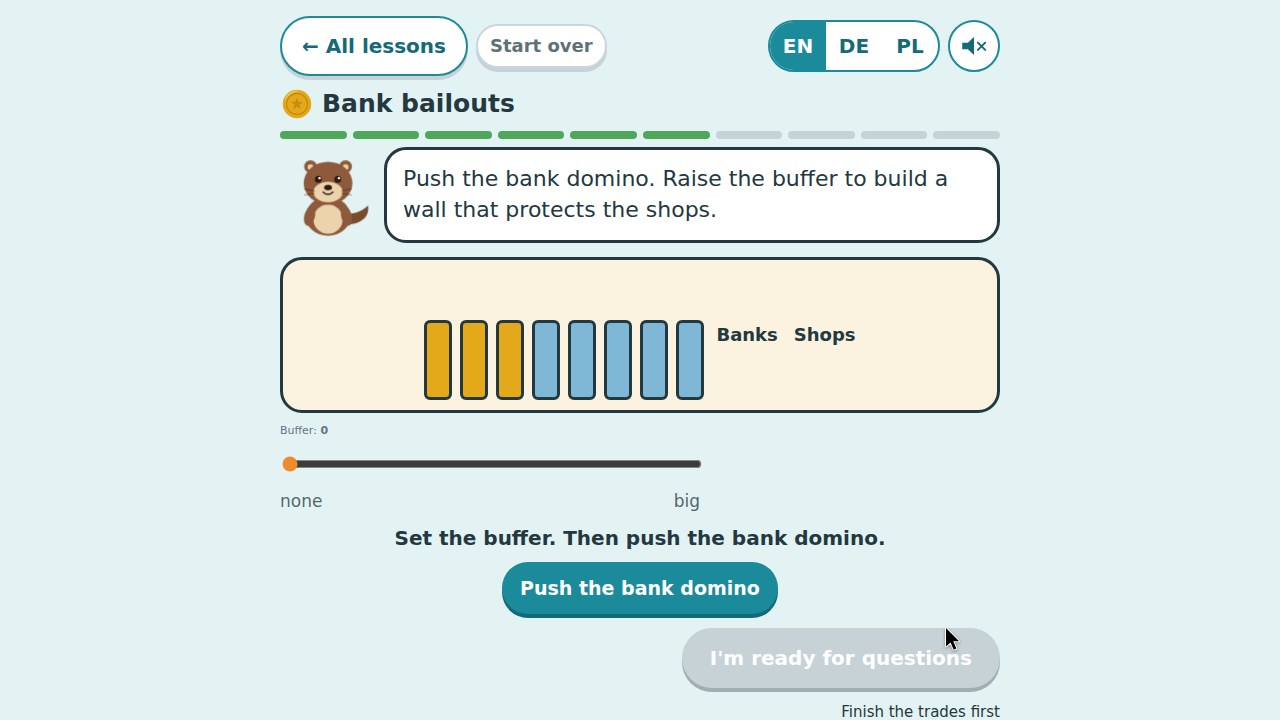 ← All lessons
Start over
EN
DE
PL
Bank bailouts
Push the bank domino. Raise the buffer to build a
wall that protects the shops.
Banks
Shops
Buffer: 0
none
big
Set the buffer. Then push the bank domino.
Push the bank domino
I'm ready for questions
Finish the trades first